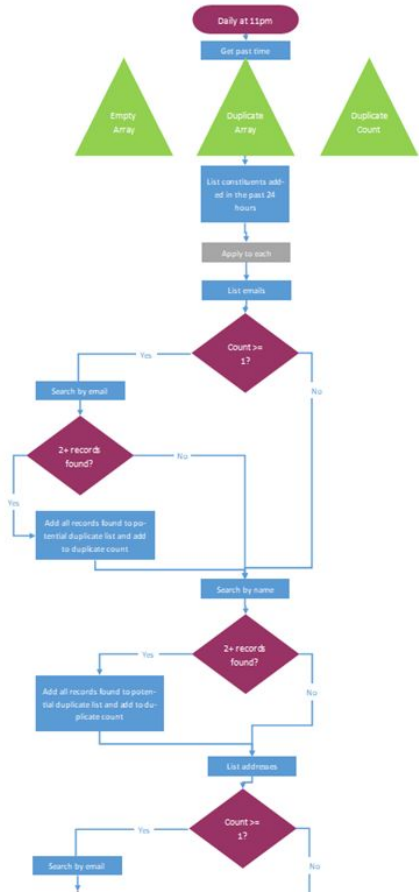 Daily at 11pm
Get past time
Empty
Array
Duplicate
Array
Duplicate
Count
List constituents add-
ed in the past 24
hours
Apply to each
List emails
Count >=
1?
Yes
No
Search by email
2+ records
found?
No
Yes
Add all records found to po-
tential duplicate list and add
to duplicate count
Search by name
2+ records
found?
Yes
No
Add all records found to poten-
tial duplicate list and add to du-
plicate count
List addresses
Count >=
1?
Yes
No
Search by email